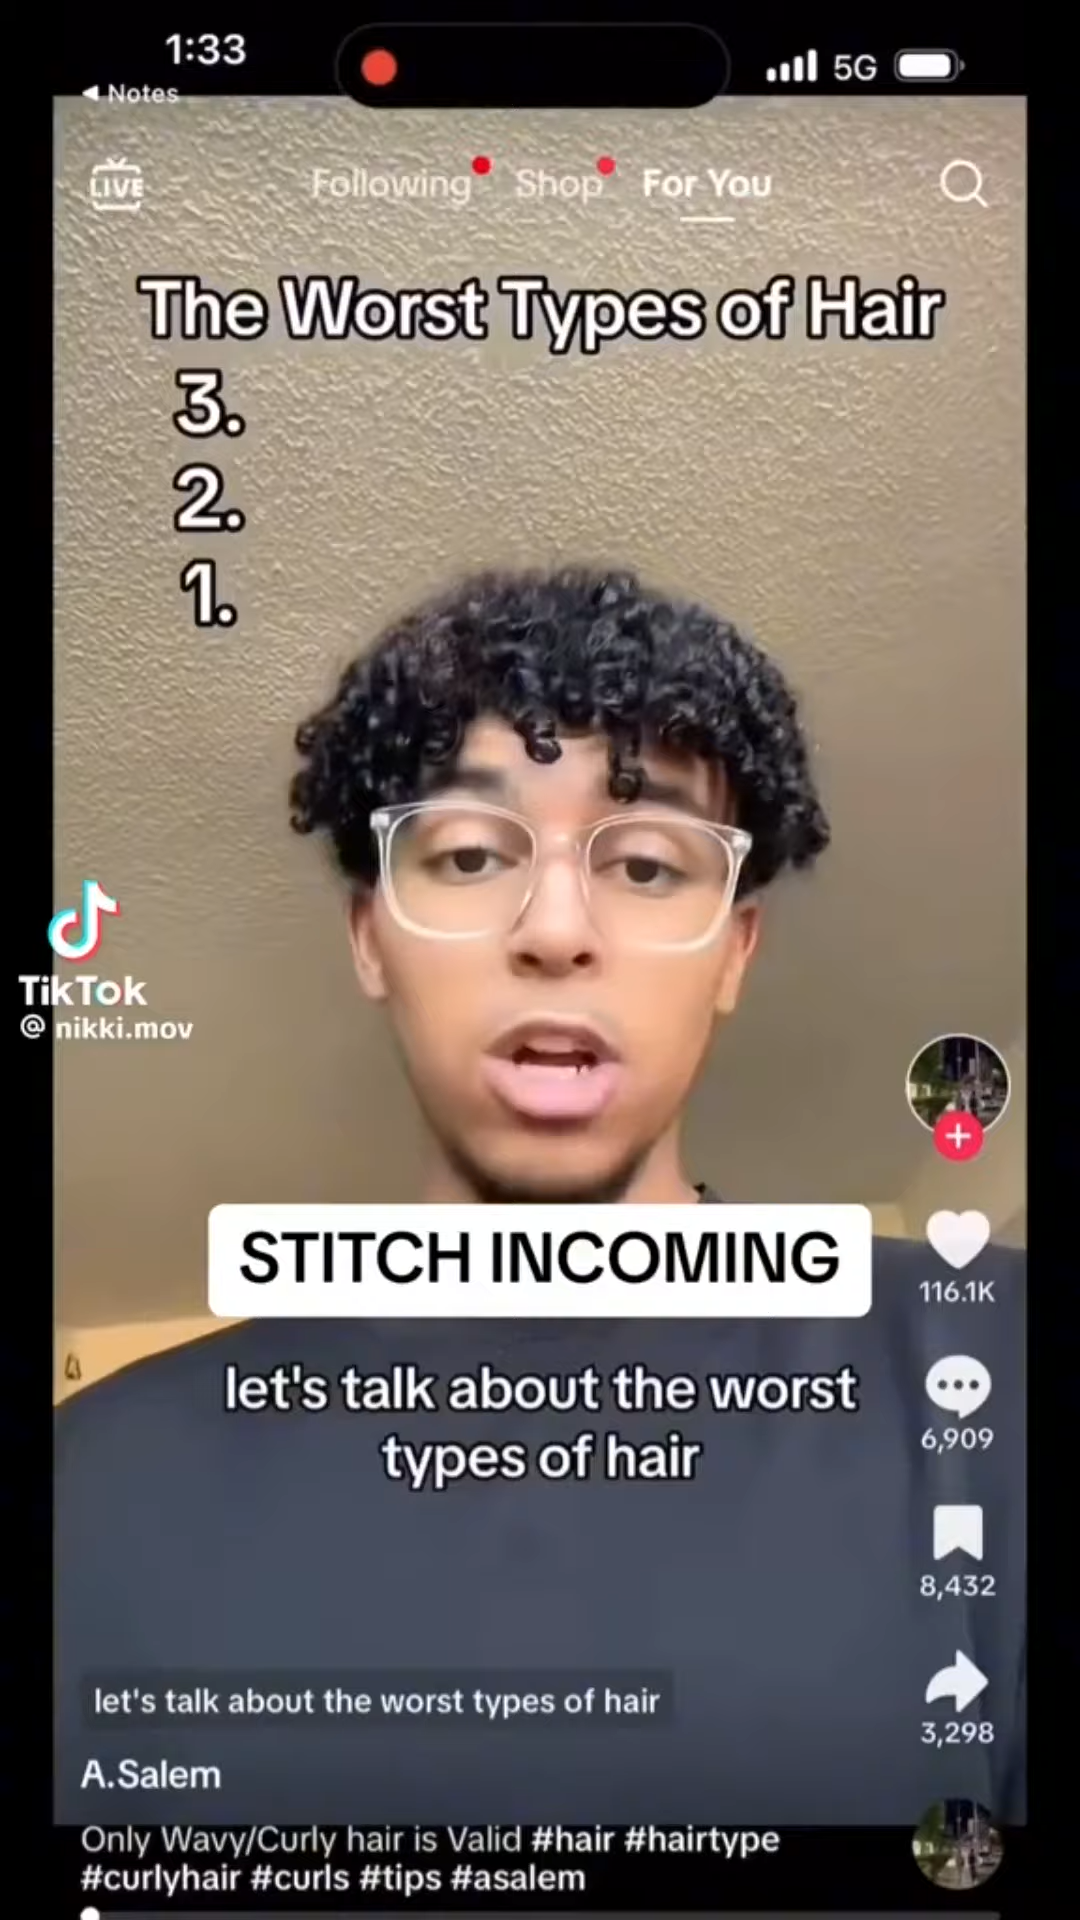 1:33
5G
◀ Notes
LIVE
Following
Shop
For You
The Worst Types of Hair
3.
2.
1.
TikTok
@ nikki.mov
STITCH INCOMING
116.1K
let's talk about the worst
types of hair
6,909
8,432
let's talk about the worst types of hair
3,298
A.Salem
Only Wavy/Curly hair is Valid #hair #hairtype
#curlyhair #curls #tips #asalem